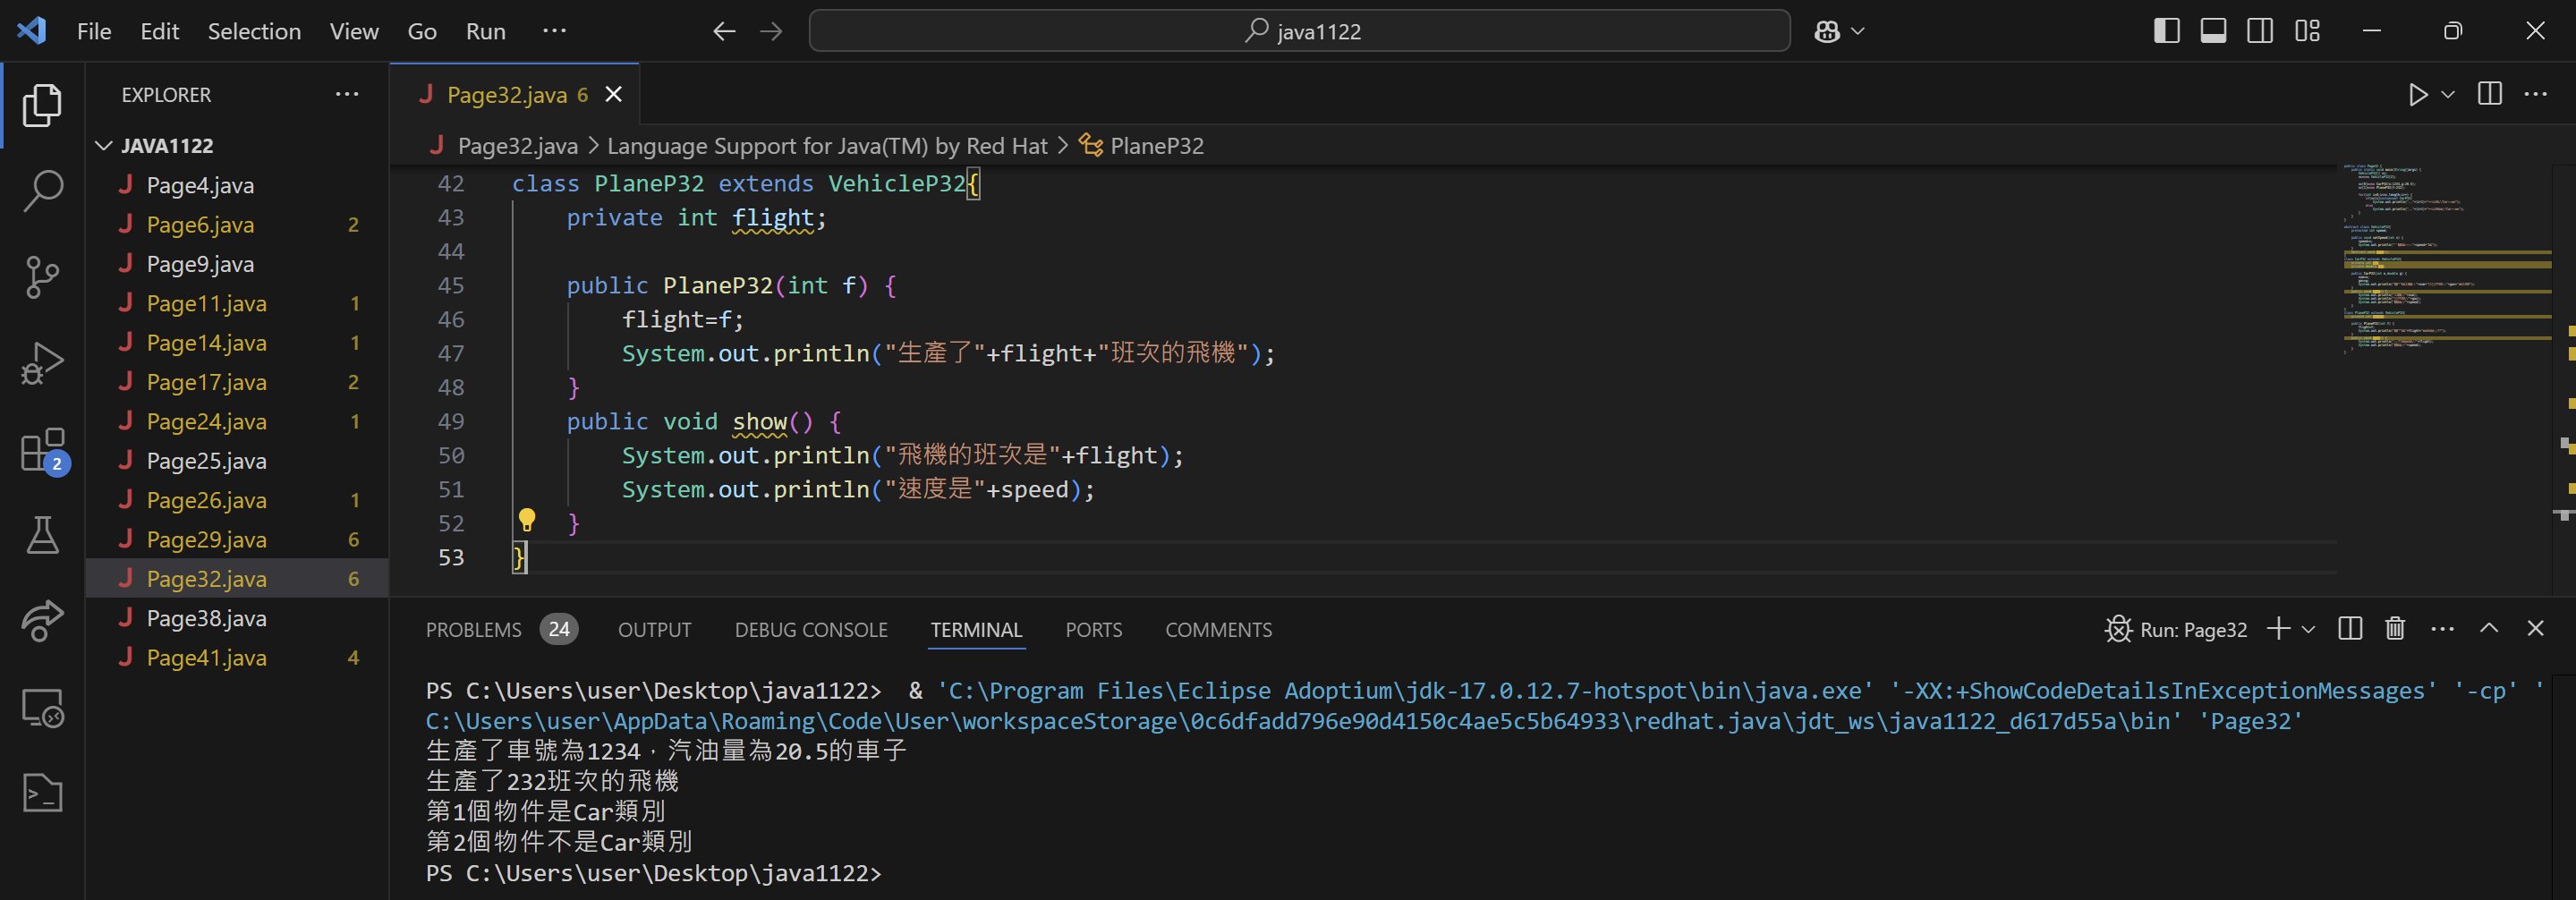 File Edit Selection View Go Run ···
java1122
EXPLORER ···
JAVA1122
J Page4.java
J Page6.java 2
J Page9.java
J Page11.java 1
J Page14.java 1
J Page17.java 2
J Page24.java 1
J Page25.java
J Page26.java 1
J Page29.java 6
J Page32.java 6
J Page38.java
J Page41.java 4
2
J Page32.java 6
J Page32.java > Language Support for Java(TM) by Red Hat > PlaneP32
42 class PlaneP32 extends VehicleP32{
43 private int flight;
44
45 public PlaneP32(int f) {
46 flight=f;
47 System.out.println("生產了"+flight+"班次的飛機");
48 }
49 public void show() {
50 System.out.println("飛機的班次是"+flight);
51 System.out.println("速度是"+speed);
52 }
53 }
PROBLEMS 24 OUTPUT DEBUG CONSOLE TERMINAL PORTS COMMENTS
Run: Page32
PS C:\Users\user\Desktop\java1122>  & 'C:\Program Files\Eclipse Adoptium\jdk-17.0.12.7-hotspot\bin\java.exe' '-XX:+ShowCodeDetailsInExceptionMessages' '-cp' '
C:\Users\user\AppData\Roaming\Code\User\workspaceStorage\0c6dfadd796e90d4150c4ae5c5b64933\redhat.java\jdt_ws\java1122_d617d55a\bin' 'Page32'
生產了車號為1234，汽油量為20.5的車子
生產了232班次的飛機
第1個物件是Car類別
第2個物件不是Car類別
PS C:\Users\user\Desktop\java1122>